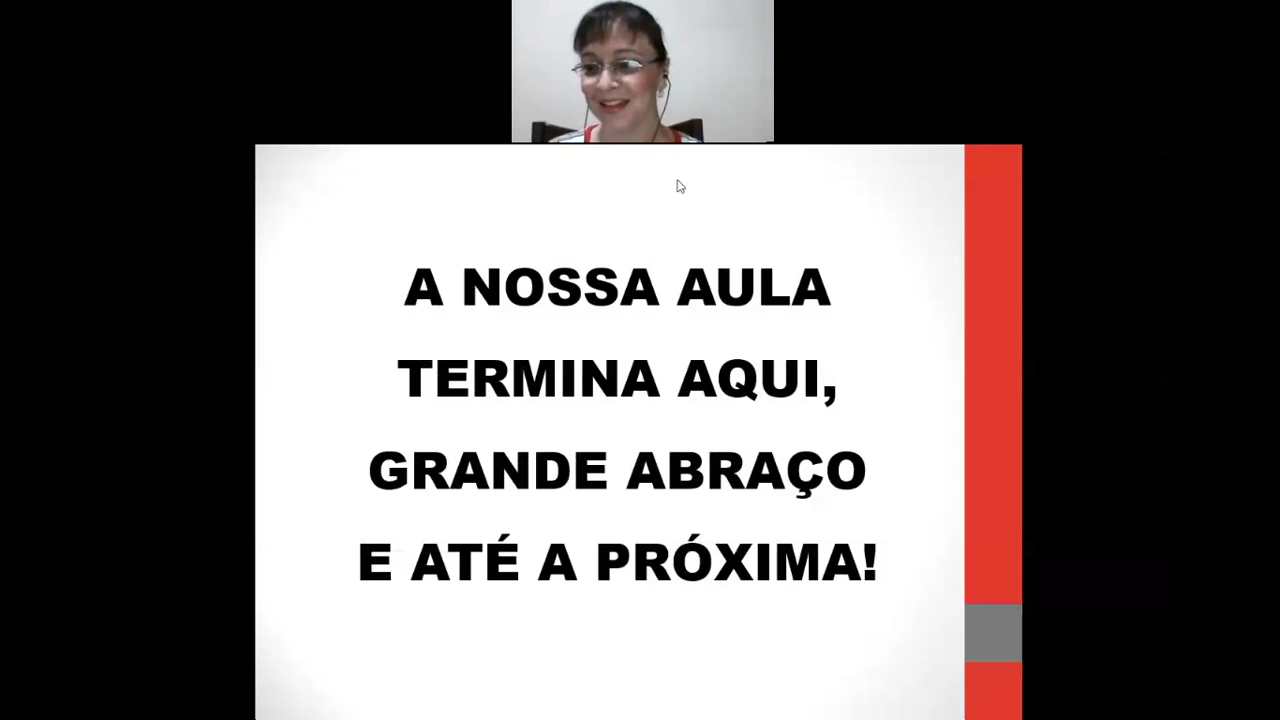 A NOSSA AULA
TERMINA AQUI,
GRANDE ABRAÇO
E ATÉ A PRÓXIMA!